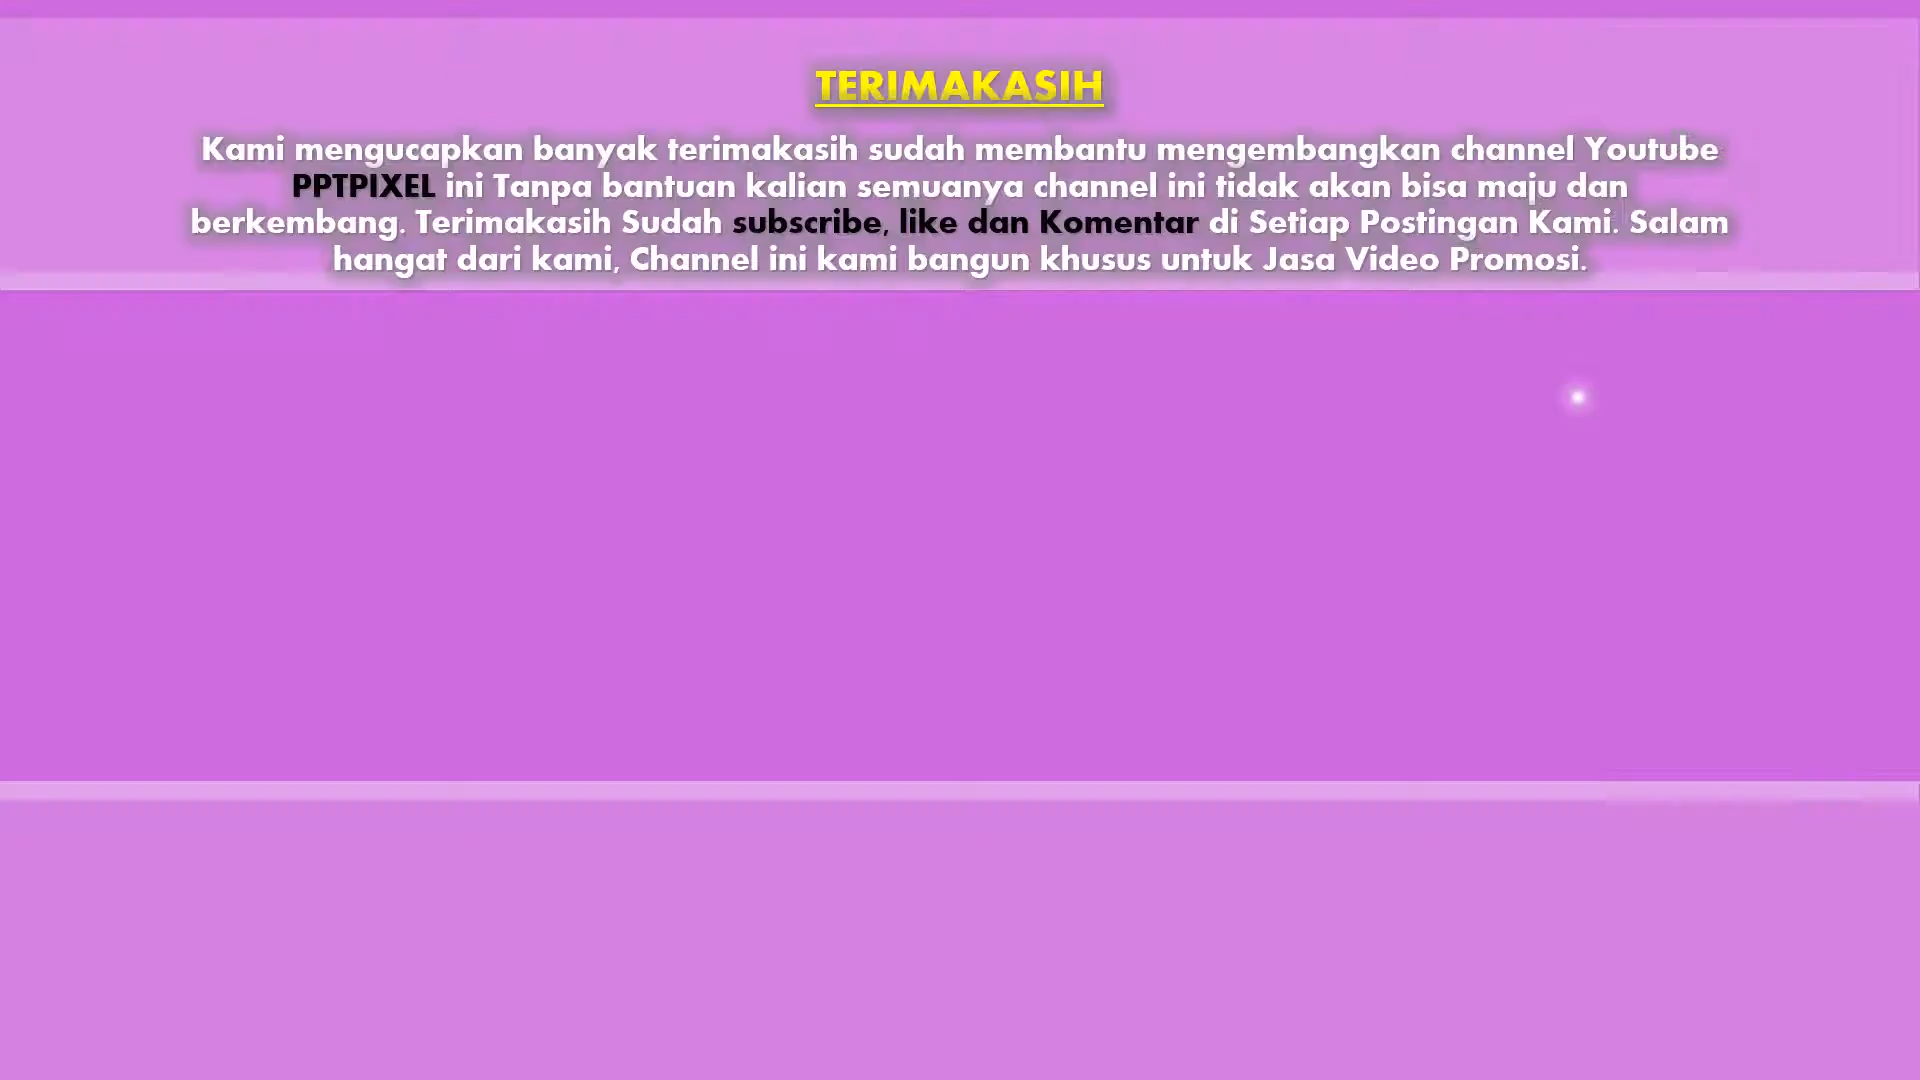 TERIMAKASIH
Kami mengucapkan banyak terimakasih sudah membantu mengembangkan channel Youtube
PPTPIXEL ini Tanpa bantuan kalian semuanya channel ini tidak akan bisa maju dan
berkembang. Terimakasih Sudah subscribe, like dan Komentar di Setiap Postingan Kami. Salam
hangat dari kami, Channel ini kami bangun khusus untuk Jasa Video Promosi.